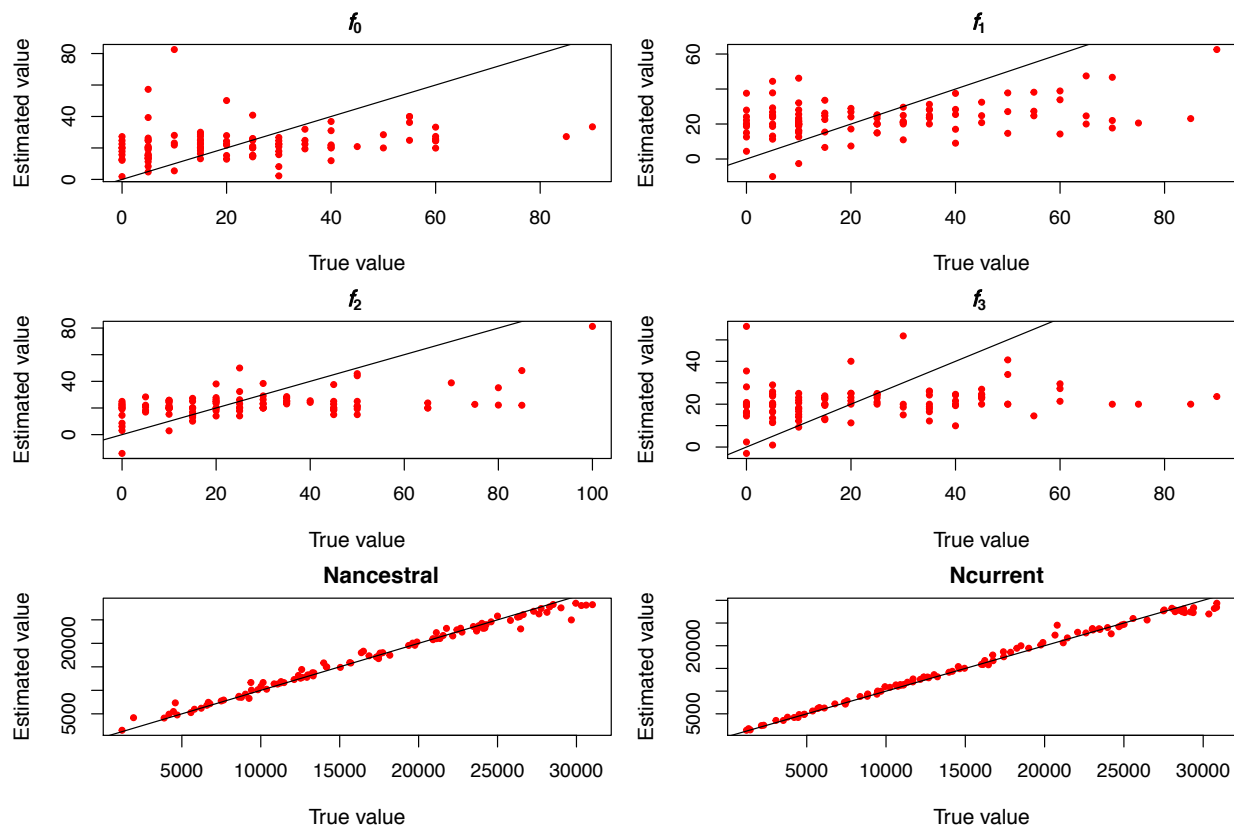 f0 f1
Estimated value
80
40
0
0 20 40 60 80
True value
Estimated value
60
20
0
0 20 40 60 80
True value
f2 f3
Estimated value
80
40
0
0 20 40 60 80 100
True value
Estimated value
40
20
0
0 20 40 60 80
True value
Nancestral Ncurrent
Estimated value
20000
5000
5000 10000 15000 20000 25000 30000
True value
Estimated value
20000
5000
5000 10000 15000 20000 25000 30000
True value